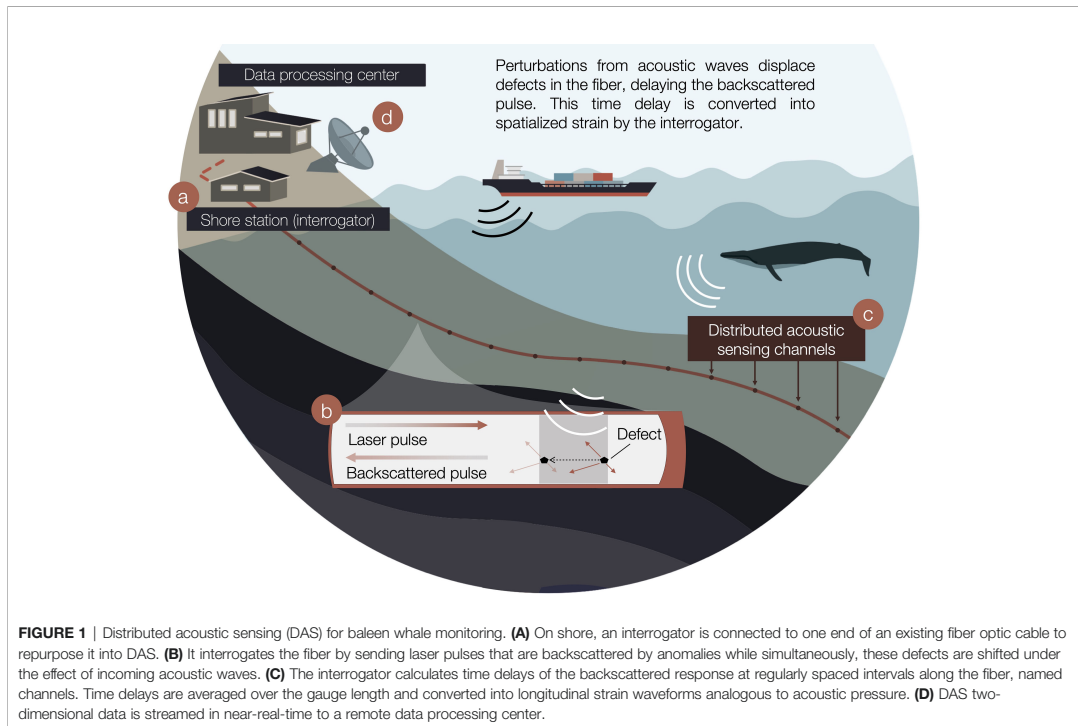 Data processing center
Perturbations from acoustic waves displace
defects in the fiber, delaying the backscattered
pulse. This time delay is converted into
spatialized strain by the interrogator.
d
a
Shore station (interrogator)
c
Distributed acoustic
sensing channels
b
Laser pulse
Defect
Backscattered pulse
FIGURE 1 | Distributed acoustic sensing (DAS) for baleen whale monitoring. (A) On shore, an interrogator is connected to one end of an existing fiber optic cable to
repurpose it into DAS. (B) It interrogates the fiber by sending laser pulses that are backscattered by anomalies while simultaneously, these defects are shifted under
the effect of incoming acoustic waves. (C) The interrogator calculates time delays of the backscattered response at regularly spaced intervals along the fiber, named
channels. Time delays are averaged over the gauge length and converted into longitudinal strain waveforms analogous to acoustic pressure. (D) DAS two-
dimensional data is streamed in near-real-time to a remote data processing center.